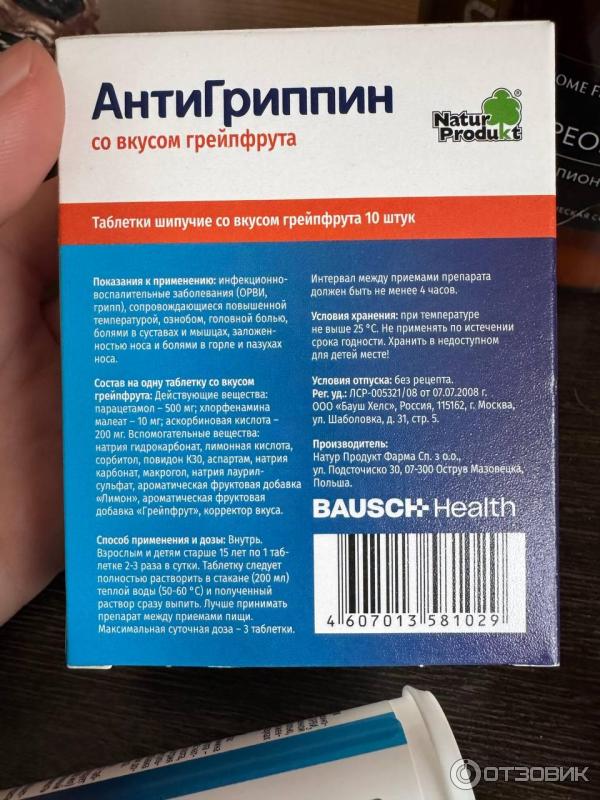 АнтиГриппин
со вкусом грейпфрута
Natur
Produkt
®
Таблетки шипучие со вкусом грейпфрута 10 штук
Показания к применению: инфекционно-
воспалительные заболевания (ОРВИ,
грипп), сопровождающиеся повышенной
температурой, ознобом, головной болью,
болями в суставах и мышцах, заложен-
ностью носа и болями в горле и пазухах
носа.
Состав на одну таблетку со вкусом
грейпфрута: Действующие вещества:
парацетамол – 500 мг; хлорфенамина
малеат – 10 мг; аскорбиновая кислота –
200 мг. Вспомогательные вещества:
натрия гидрокарбонат, лимонная кислота,
сорбитол, повидон К30, аспартам, натрия
карбонат, макрогол, натрия лаурил-
сульфат, ароматическая фруктовая добавка
«Лимон», ароматическая фруктовая
добавка «Грейпфрут», корректор вкуса.
Способ применения и дозы: Внутрь.
Взрослым и детям старше 15 лет по 1 таб-
летке 2-3 раза в сутки. Таблетку следует
полностью растворить в стакане (200 мл)
теплой воды (50-60 °С) и полученный
раствор сразу выпить. Лучше принимать
препарат между приемами пищи.
Максимальная суточная доза – 3 таблетки.
Интервал между приемами препарата
должен быть не менее 4 часов.
Условия хранения: при температуре
не выше 25 °С. Не применять по истечении
срока годности. Хранить в недоступном
для детей месте!
Условия отпуска: без рецепта.
Рег. уд.: ЛСР-005321/08 от 07.07.2008 г.
ООО «Бауш Хелс», Россия, 115162, г. Москва,
ул. Шаболовка, д. 31, стр. 5.
Производитель:
Натур Продукт Фарма Сп. з о.о.,
ул. Подсточиско 30, 07-300 Острув Мазовецка,
Польша.
BAUSCH+Health
4 607013 581029
OME F
РЕО
ПИОН
ОТЗОВИК